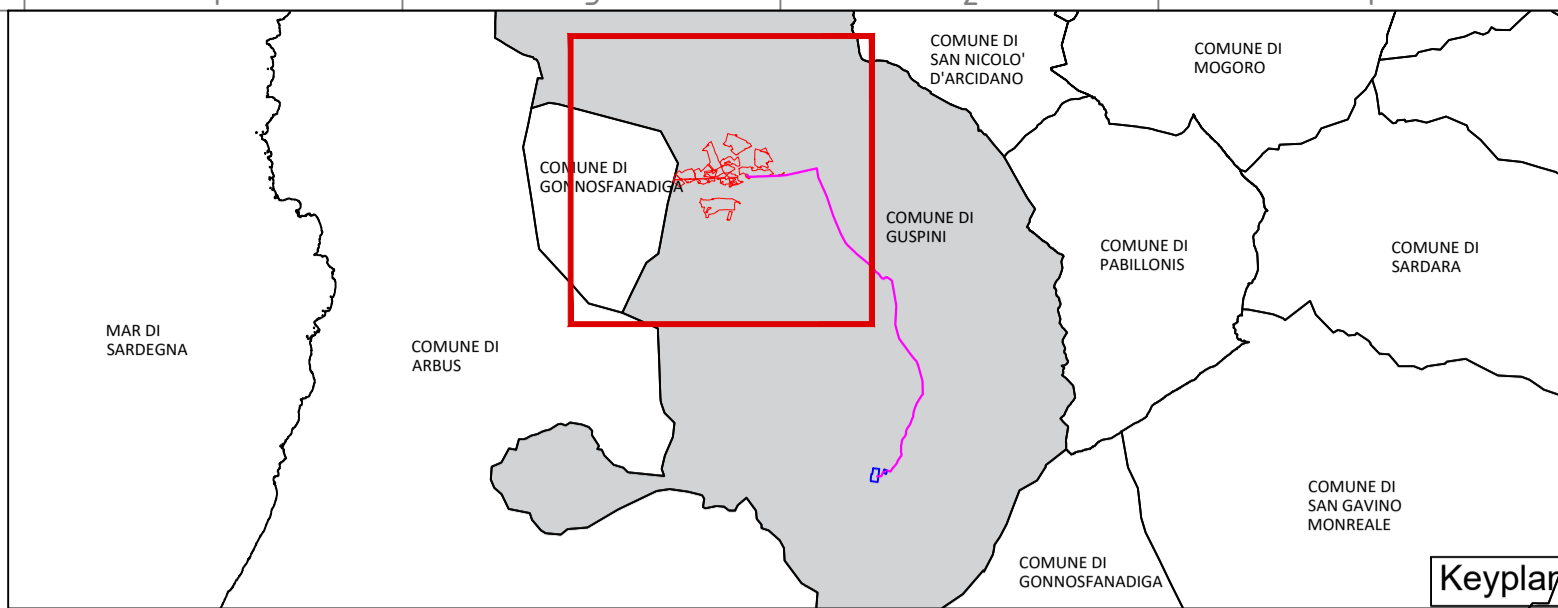 COMUNE DI
SAN NICOLO'
D'ARCIDANO
COMUNE DI
MOGORO
COMUNE DI
GONNOSFANADIGA
COMUNE DI
GUSPINI
COMUNE DI
PABILLONIS
COMUNE DI
SARDARA
MAR DI
SARDEGNA
COMUNE DI
ARBUS
COMUNE DI
SAN GAVINO
MONREALE
COMUNE DI
GONNOSFANADIGA
Keyplan